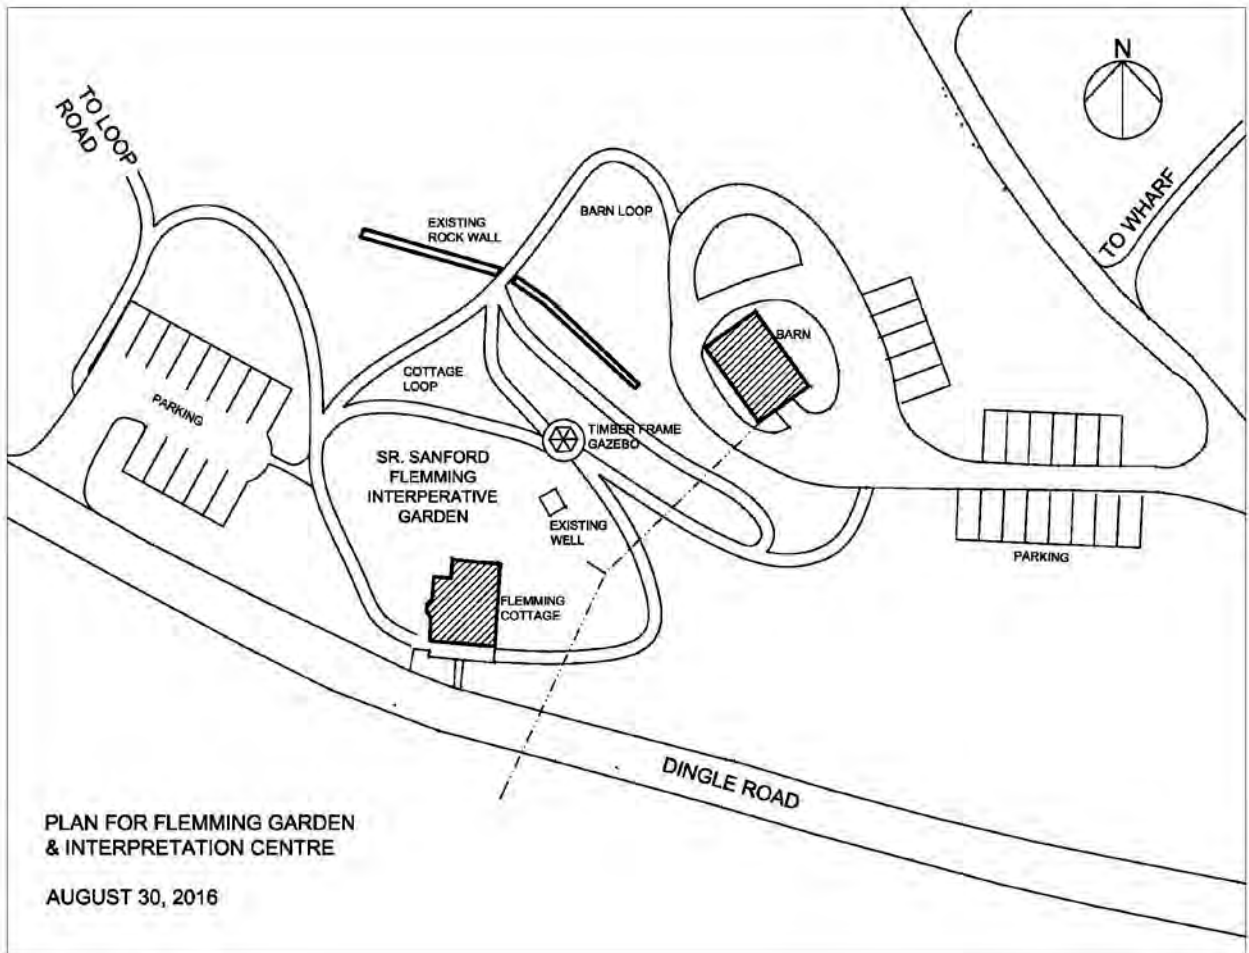 N
TO LOOP
ROAD
TO WHARF
EXISTING
ROCK WALL
BARN LOOP
BARN
COTTAGE
LOOP
PARKING
TIMBER FRAME
GAZEBO
SR. SANFORD
FLEMMING
INTERPERATIVE
GARDEN
EXISTING
WELL
PARKING
FLEMMING
COTTAGE
DINGLE ROAD
PLAN FOR FLEMMING GARDEN
& INTERPRETATION CENTRE
AUGUST 30, 2016